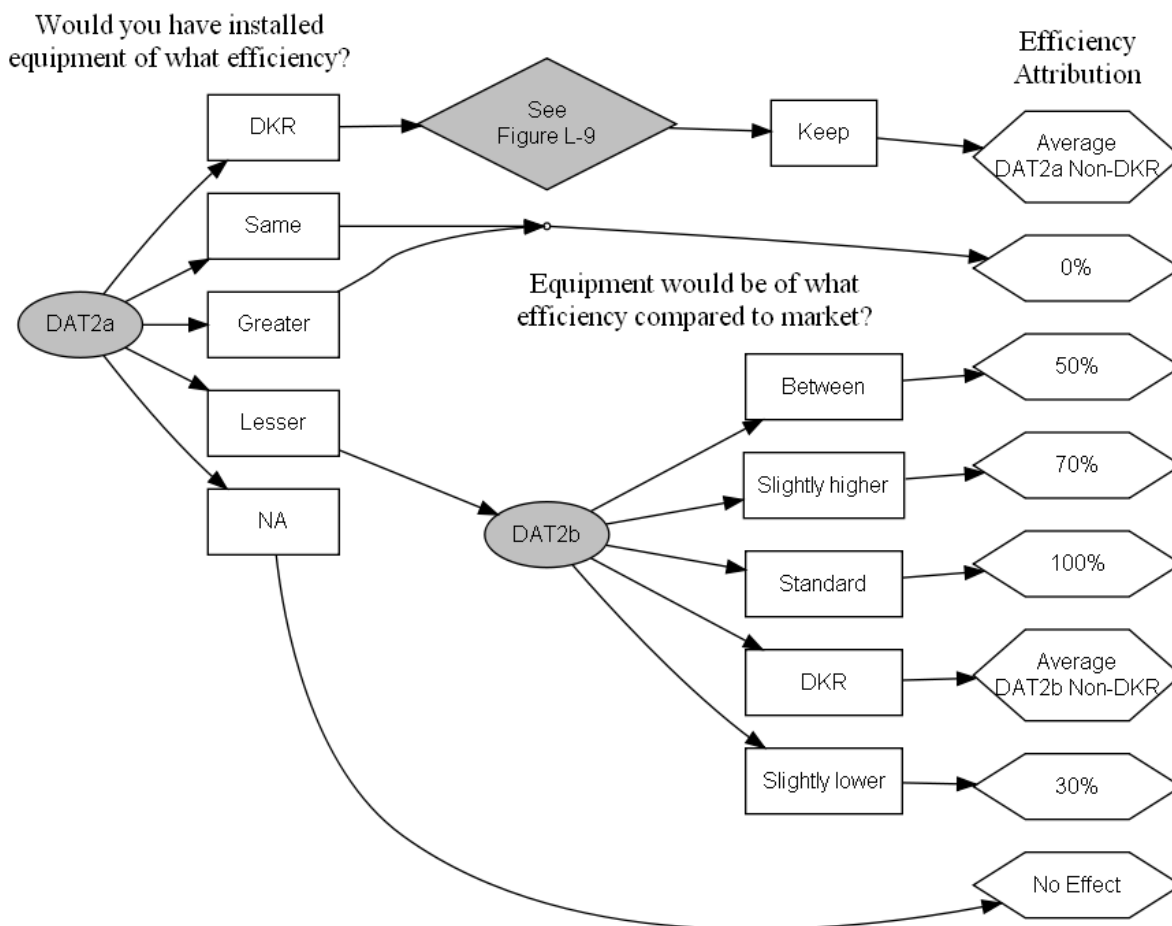 Would you have installed
equipment of what efficiency?
Efficiency
Attribution
DKR
See
Figure L-9
Keep
Average
DAT2a Non-DKR
Same
0%
DAT2a
Greater
Equipment would be of what
efficiency compared to market?
Lesser
Between
50%
NA
DAT2b
Slightly higher
70%
Standard
100%
DKR
Average
DAT2b Non-DKR
Slightly lower
30%
No Effect